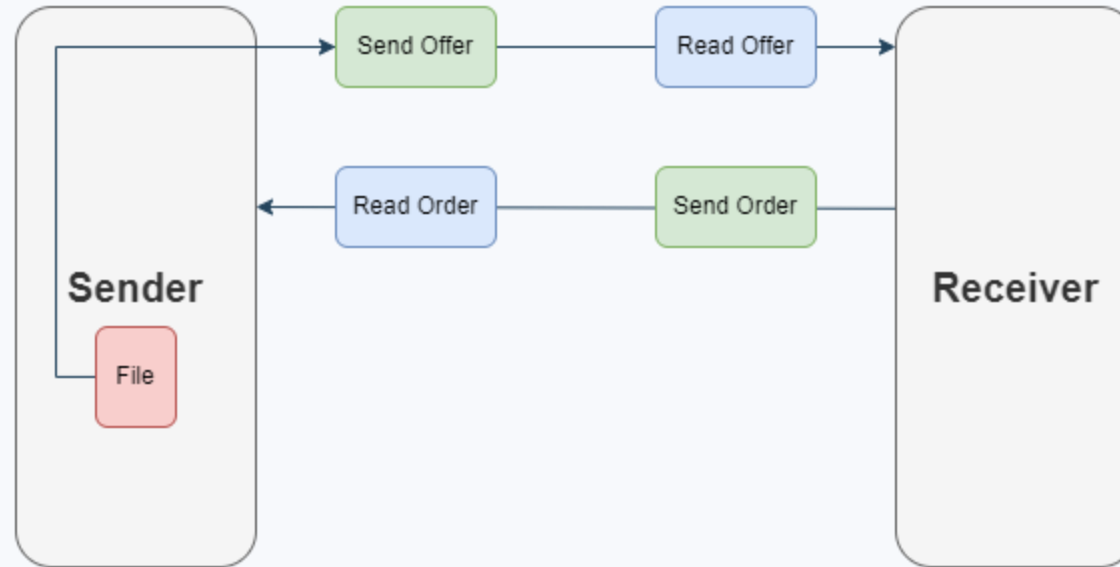 Send Offer
Read Offer
Read Order
Send Order
Sender
Receiver
File